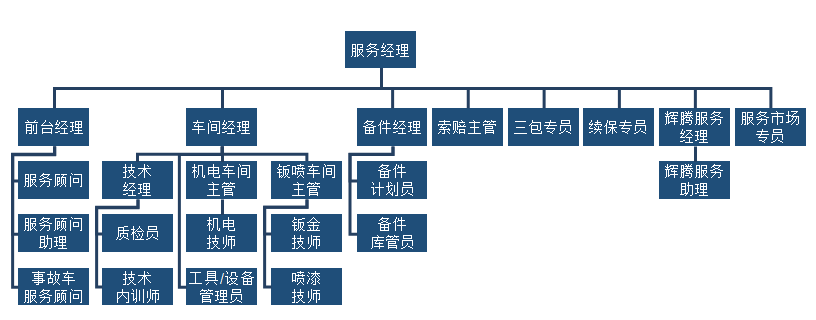 服务经理
前台经理
车间经理
备件经理
索赔主管
三包专员
续保专员
辉腾服务
经理
服务市场
专员
服务顾问
技术
经理
机电车间
主管
钣喷车间
主管
备件
计划员
辉腾服务
助理
服务顾问
助理
质检员
机电
技师
钣金
技师
备件
库管员
事故车
服务顾问
技术
内训师
工具/设备
管理员
喷漆
技师